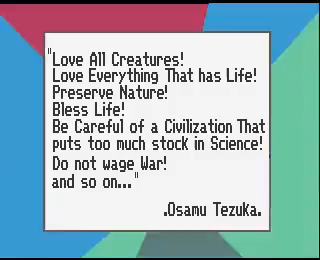 "Love All Creatures!
Love Everything That has Life!
Preserve Nature!
Bless Life!
Be Careful of a Civilization That
puts too much stock in Science!
Do not wage War!
and so on..."
.Osamu Tezuka.